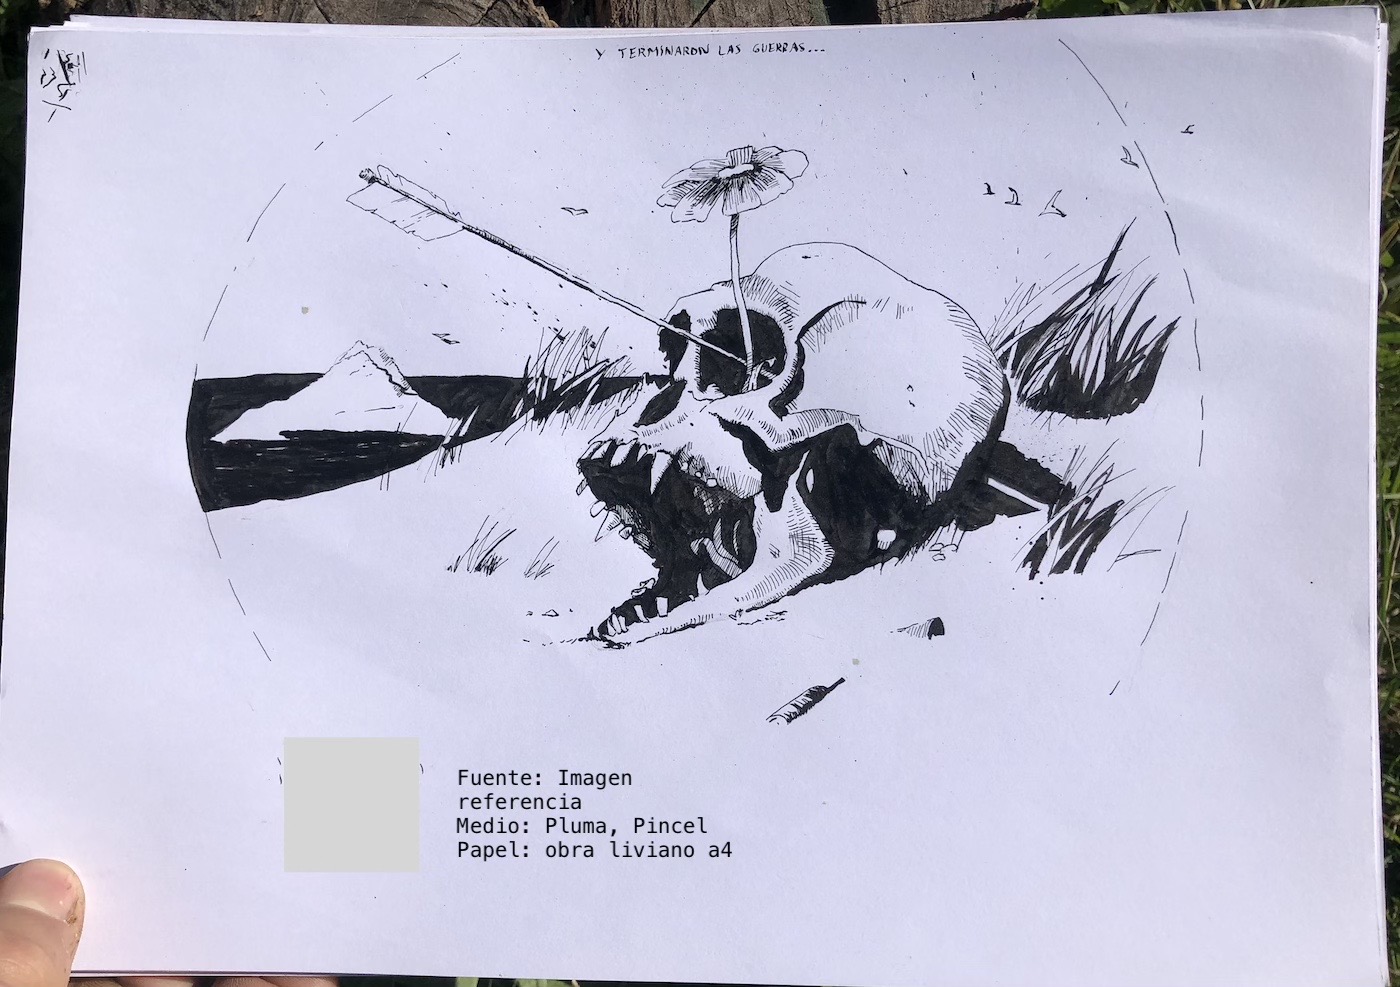 Y TERMINARON LAS GUERRAS...
Fuente: Imagen
referencia
Medio: Pluma, Pincel
Papel: obra liviano a4